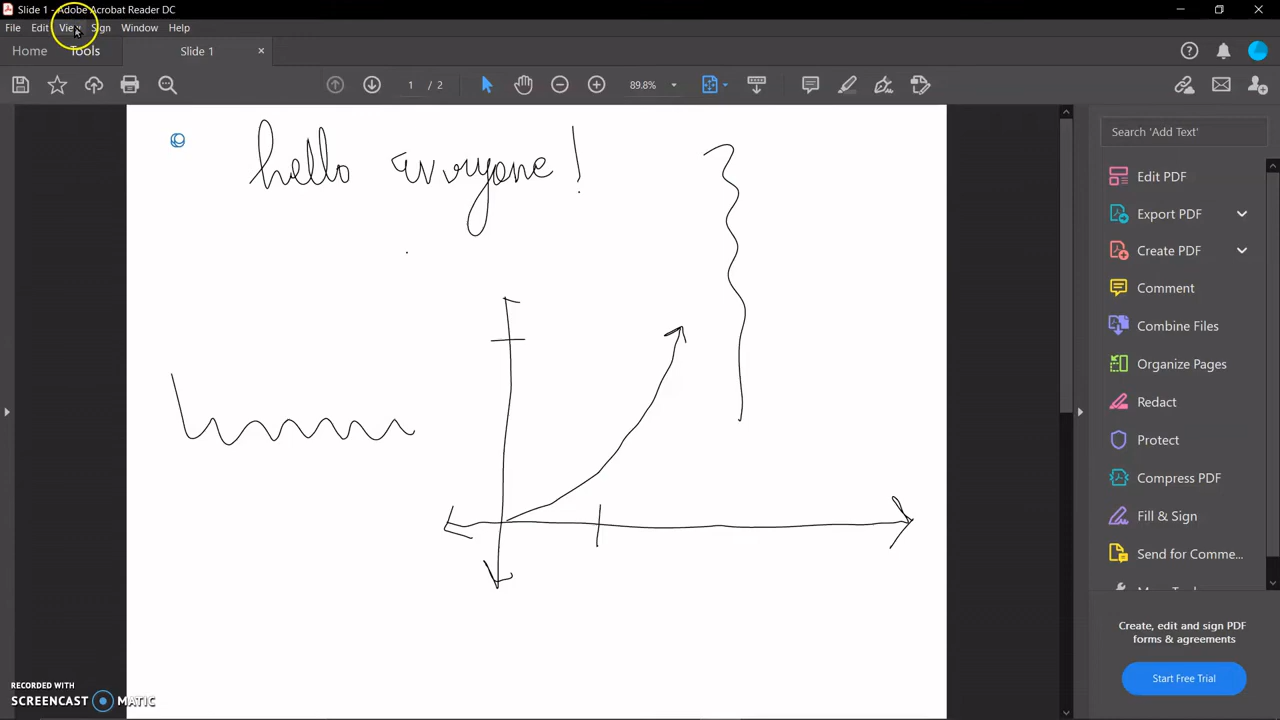 Slide 1 - Adobe Acrobat Reader DC
File Edit View Sign Window Help
Home Tools Slide 1
1 / 2 89.8%
hello everyone!
Search 'Add Text'
Edit PDF
Export PDF
Create PDF
Comment
Combine Files
Organize Pages
Redact
Protect
Compress PDF
Fill & Sign
Send for Comme...
Create, edit and sign PDF
forms & agreements
Start Free Trial
RECORDED WITH
SCREENCAST MATIC